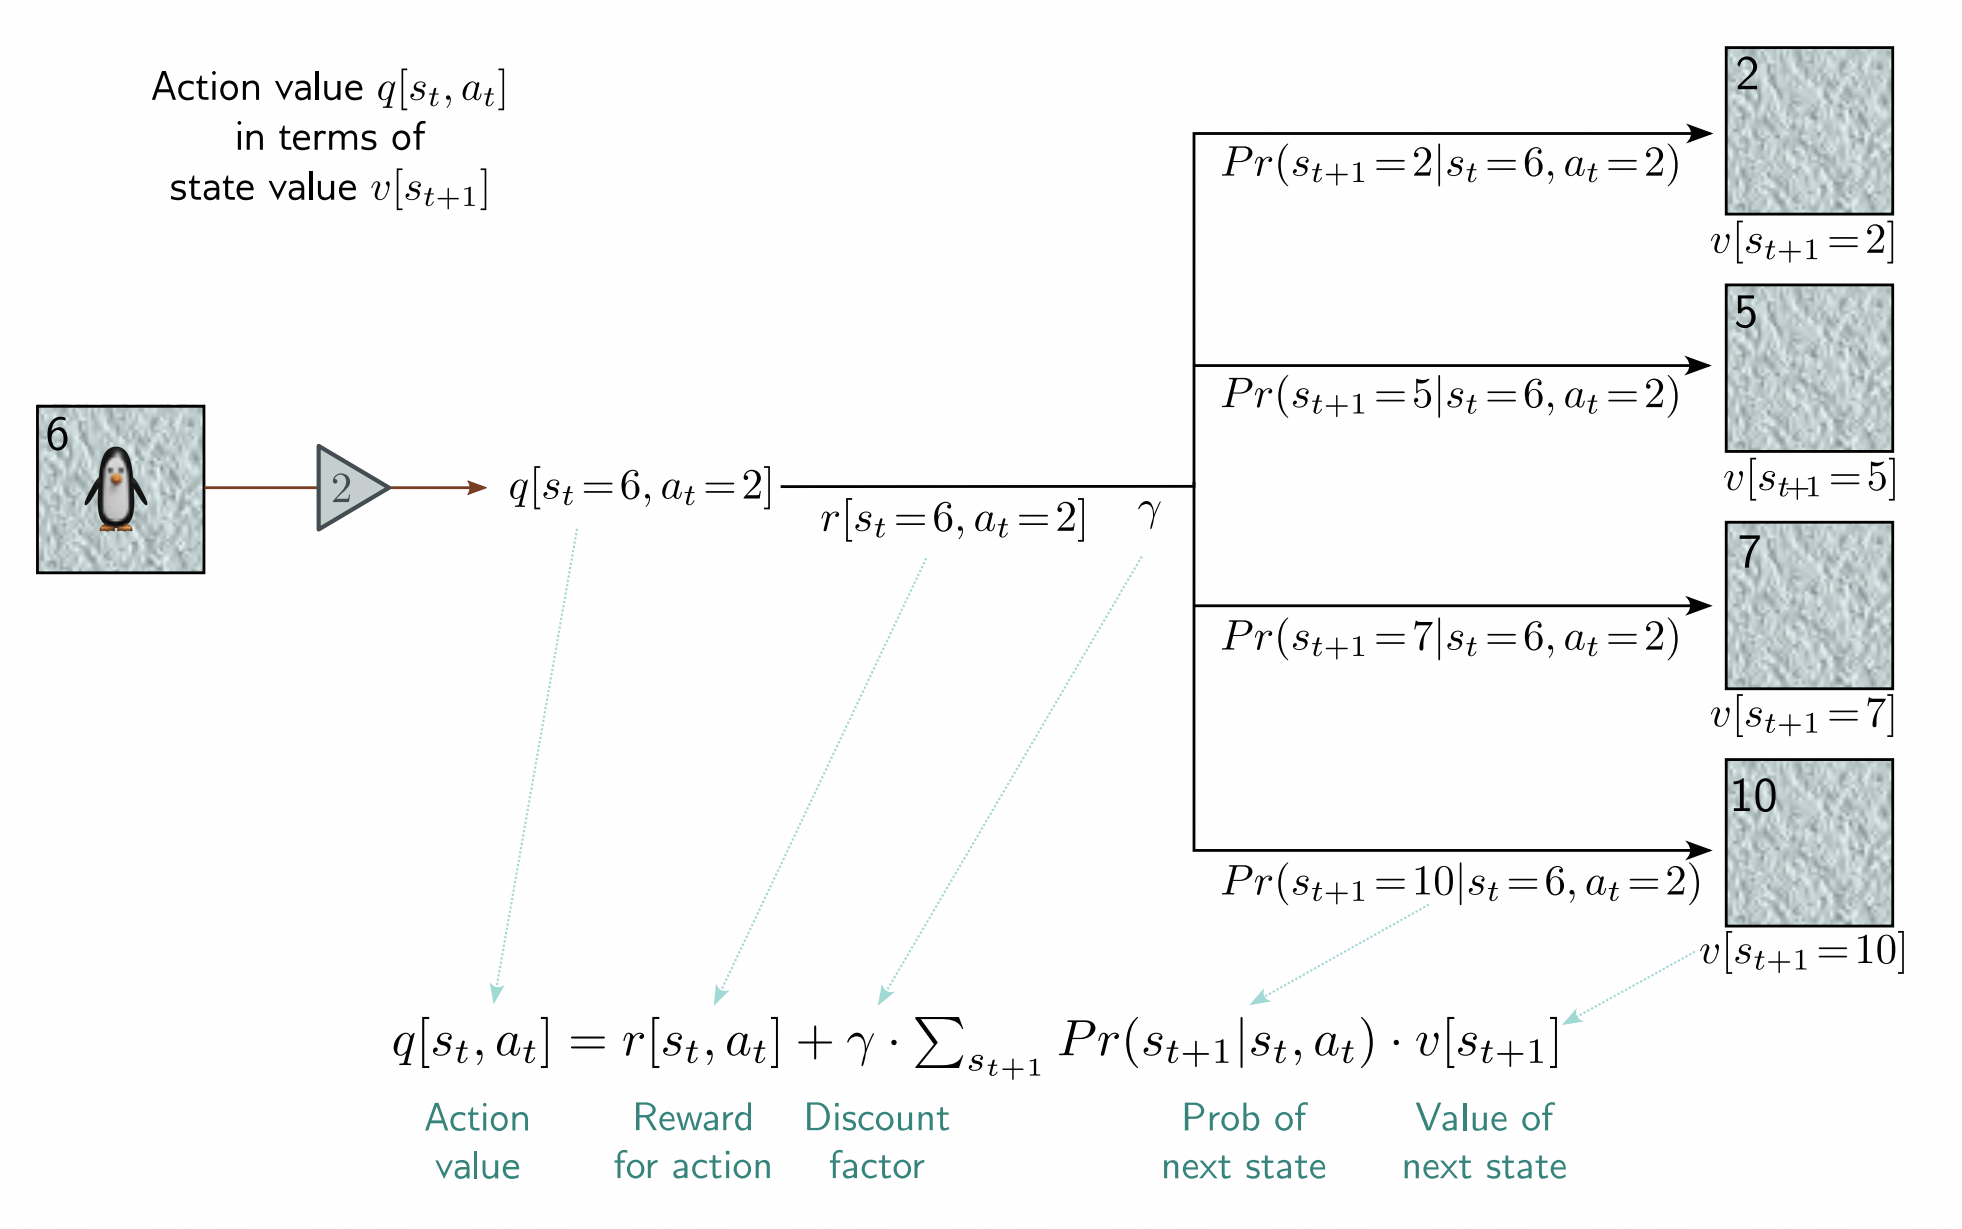 Action value q[s_t, a_t]
in terms of
state value v[s_{t+1}]
2
Pr(s_{t+1}=2|s_t=6, a_t=2)
v[s_{t+1}=2]
5
Pr(s_{t+1}=5|s_t=6, a_t=2)
v[s_{t+1}=5]
6
2
q[s_t=6, a_t=2]
r[s_t=6, a_t=2]
γ
7
Pr(s_{t+1}=7|s_t=6, a_t=2)
v[s_{t+1}=7]
10
Pr(s_{t+1}=10|s_t=6, a_t=2)
v[s_{t+1}=10]
q[s_t, a_t] = r[s_t, a_t] + γ · ∑_{s_{t+1}} Pr(s_{t+1}|s_t, a_t) · v[s_{t+1}]
Action
value
Reward
for action
Discount
factor
Prob of
next state
Value of
next state